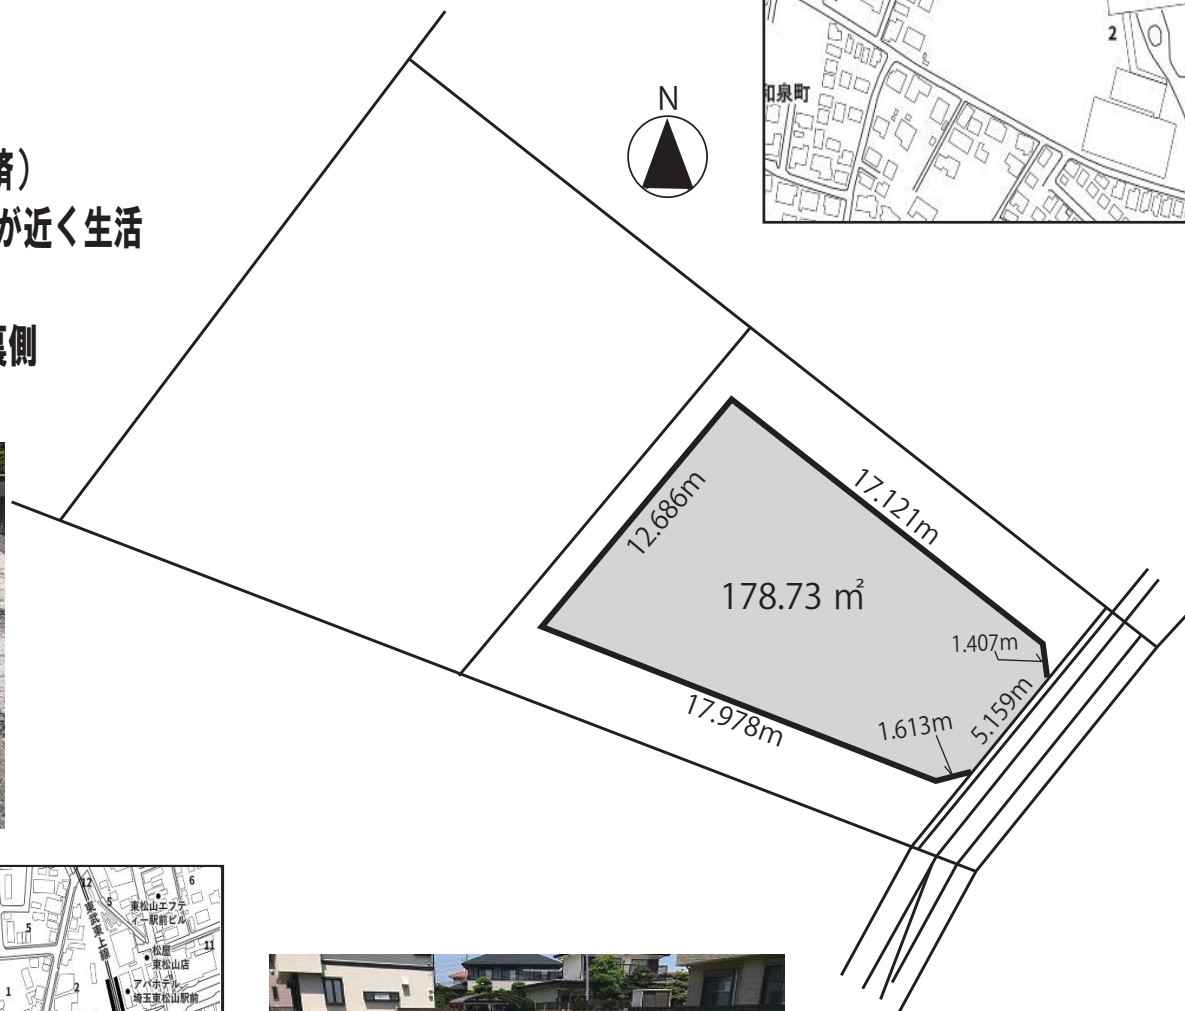 済）
が近く生活
裏側
N
2
和泉町
12.686m
17.121m
178.73 ㎡
1.407m
5.159m
1.613m
17.978m
12
6
5
東松山エフテ
ィー駅前ビル
5
東武東上線
11
松屋
東松山店
1
2
アパホテル
埼玉東松山駅前